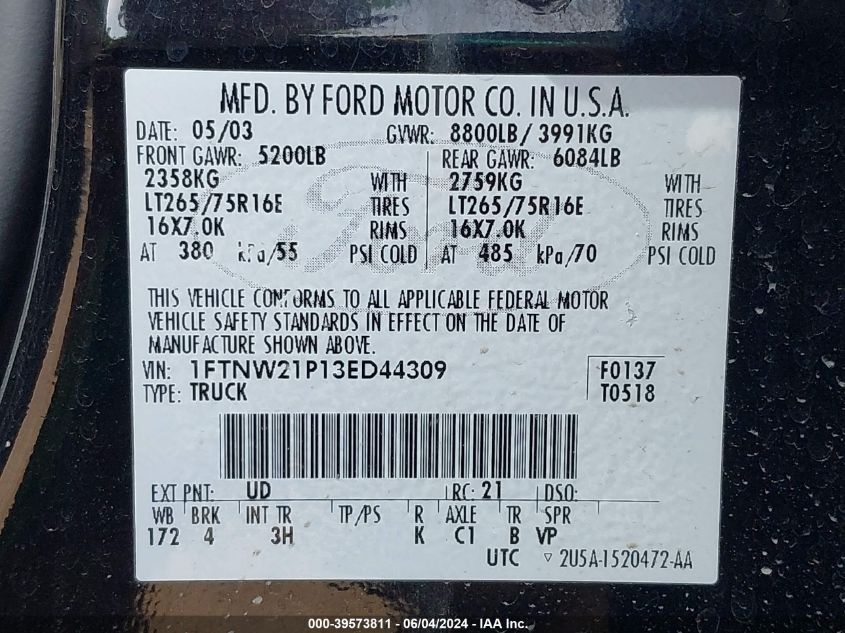 MFD. BY FORD MOTOR CO. IN U.S.A.
DATE: 05/03 GVWR: 8800LB/ 3991KG
FRONT GAWR: 5200LB REAR GAWR: 6084LB
2358KG WITH 2759KG WITH
LT265/75R16E TIRES LT265/75R16E TIRES
16X7.0K RIMS 16X7.0K RIMS
AT 380 kPa/55 PSI COLD AT 485 kPa/70 PSI COLD
Ford
THIS VEHICLE CONFORMS TO ALL APPLICABLE FEDERAL MOTOR
VEHICLE SAFETY STANDARDS IN EFFECT ON THE DATE OF
MANUFACTURE SHOWN ABOVE.
VIN: 1FTNW21P13ED44309 F0137
TYPE: TRUCK T0518
EXT PNT: UD RC: 21 DSO:
WB BRK INT TR TP/PS R AXLE TR SPR
172 4 3H K C1 B VP
UTC ▽ 2U5A-1520472-AA
000-39573811 - 06/04/2024 - IAA Inc.